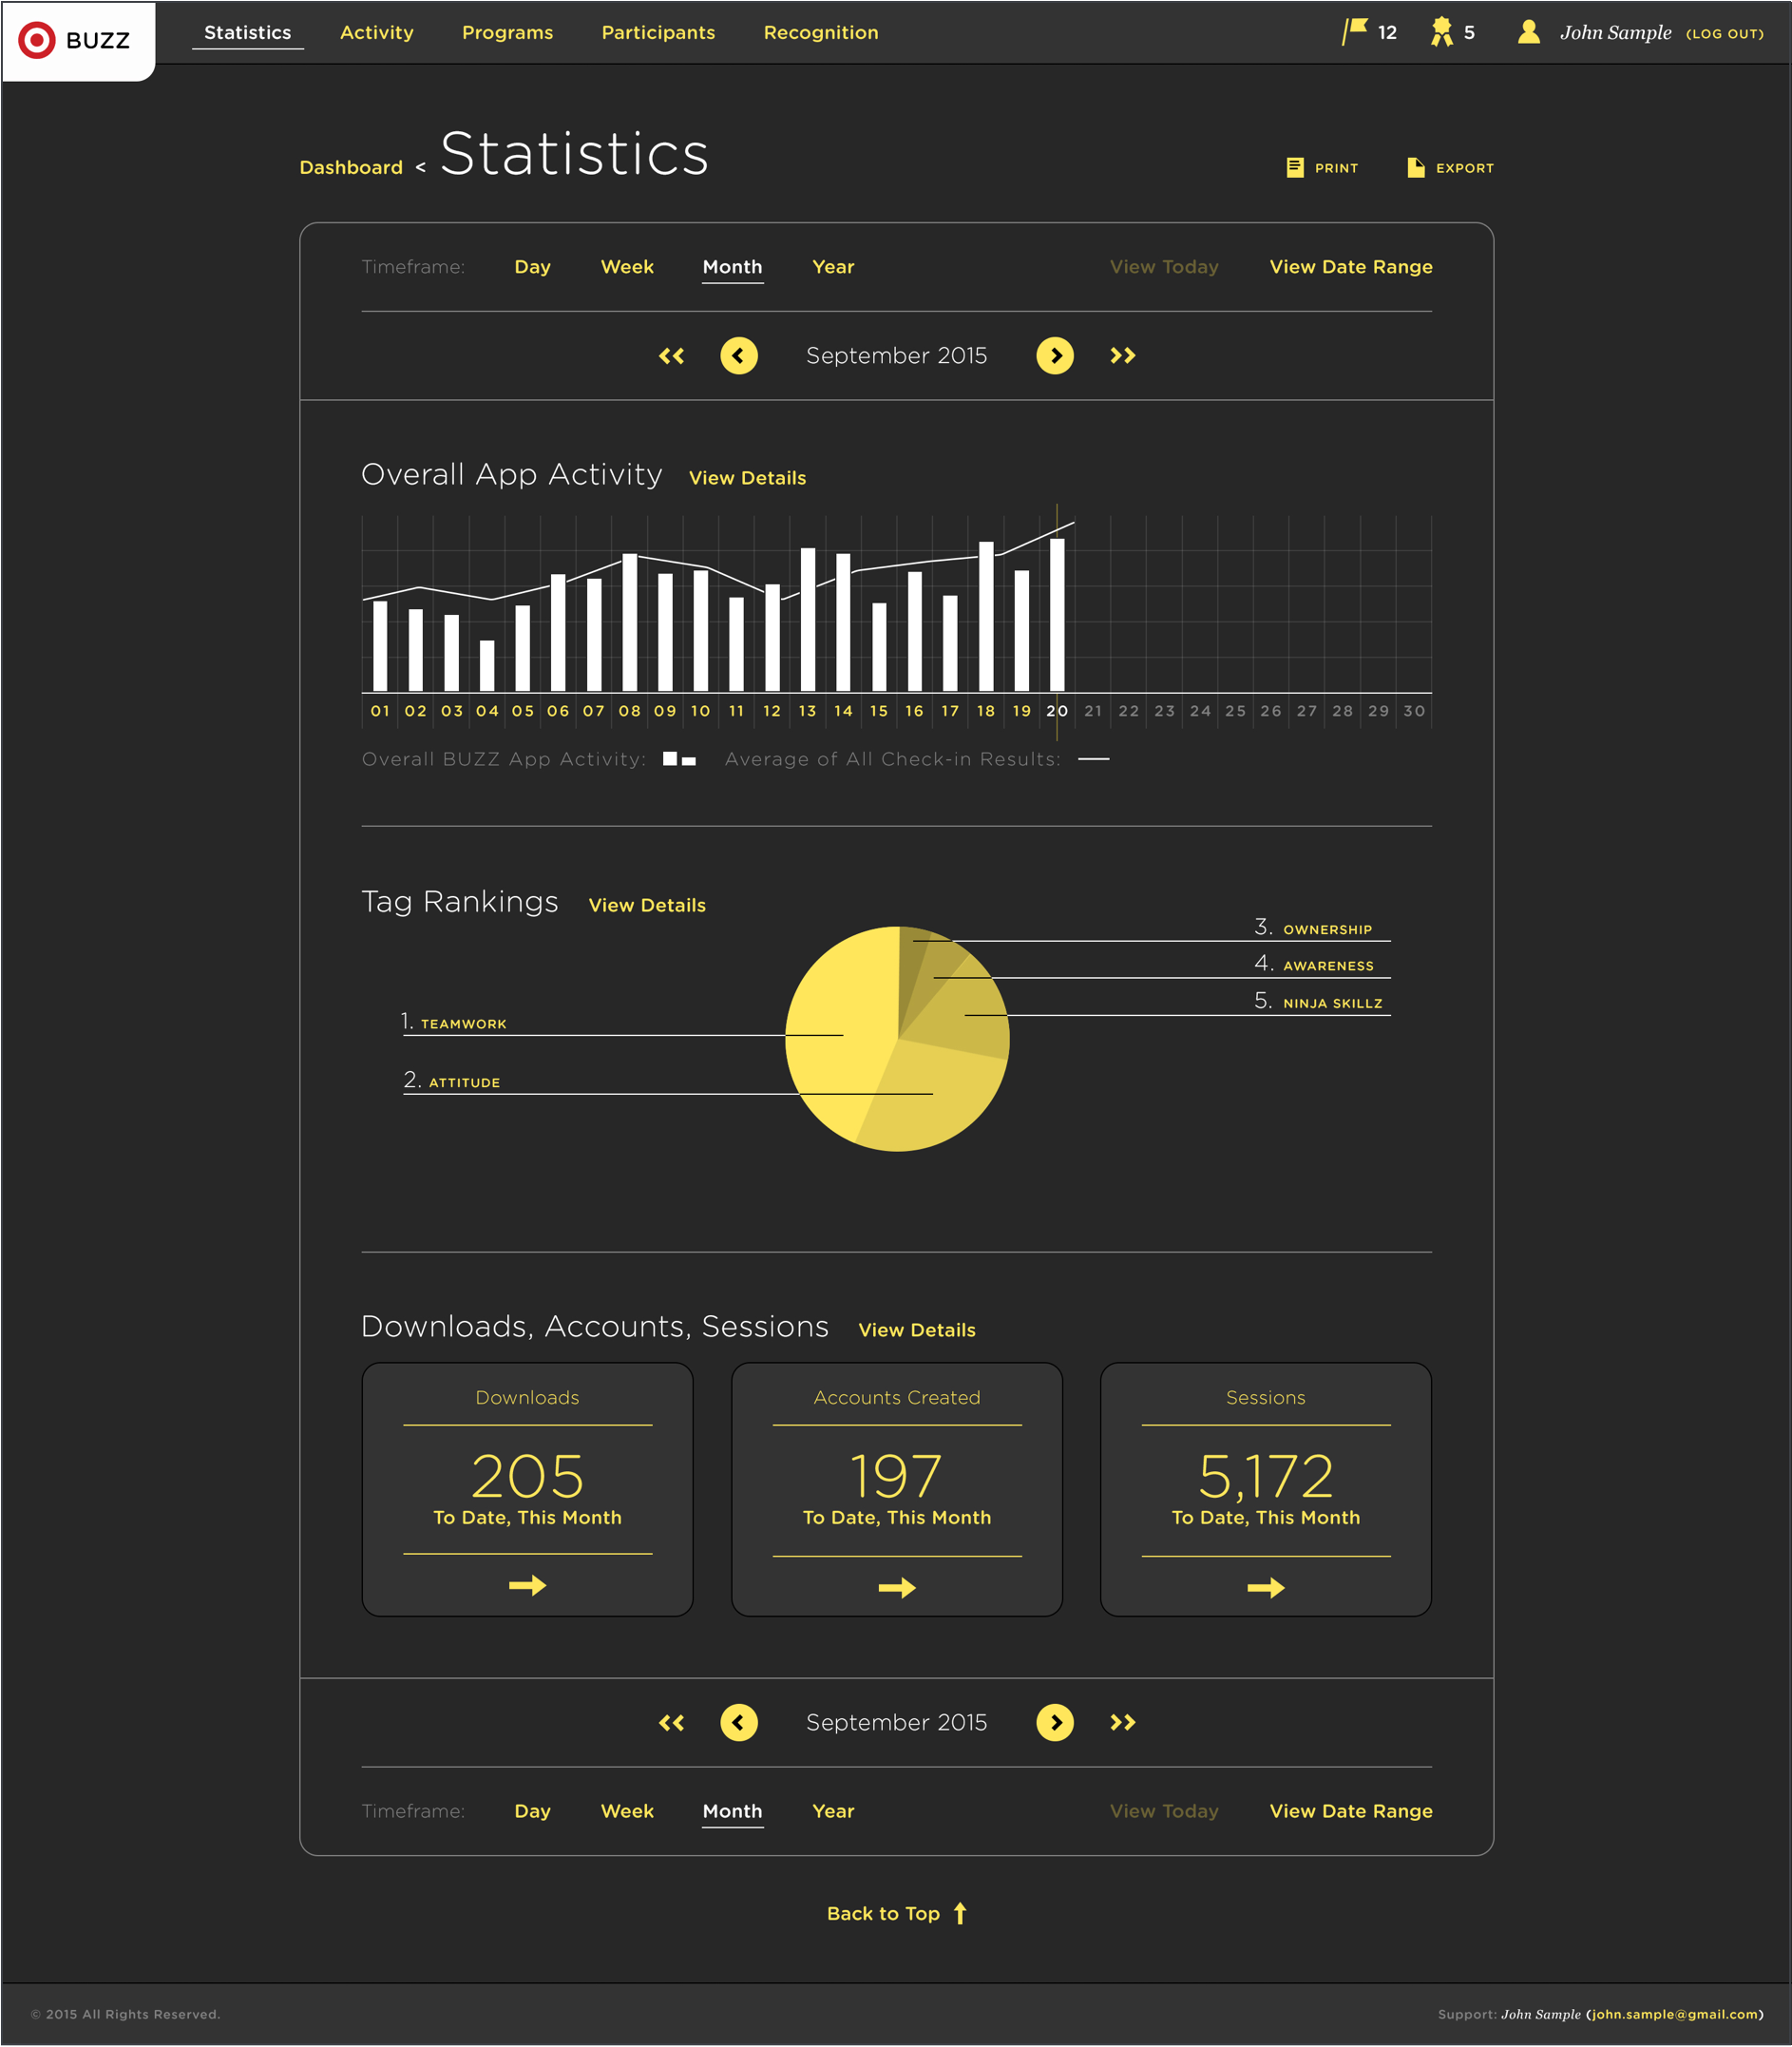 BUZZ
Statistics Activity Programs Participants Recognition 12 5 John Sample (LOG OUT)
Dashboard < Statistics PRINT EXPORT
Timeframe: Day Week Month Year View Today View Date Range
September 2015
Overall App Activity View Details
01 02 03 04 05 06 07 08 09 10 11 12 13 14 15 16 17 18 19 20 21 22 23 24 25 26 27 28 29 30
Overall BUZZ App Activity: Average of All Check-in Results:
Tag Rankings View Details
3. OWNERSHIP
4. AWARENESS
5. NINJA SKILLZ
1. TEAMWORK
2. ATTITUDE
Downloads, Accounts, Sessions View Details
Downloads
205
To Date, This Month
Accounts Created
197
To Date, This Month
Sessions
5,172
To Date, This Month
September 2015
Timeframe: Day Week Month Year View Today View Date Range
Back to Top
© 2015 All Rights Reserved. Support: John Sample (john.sample@gmail.com)